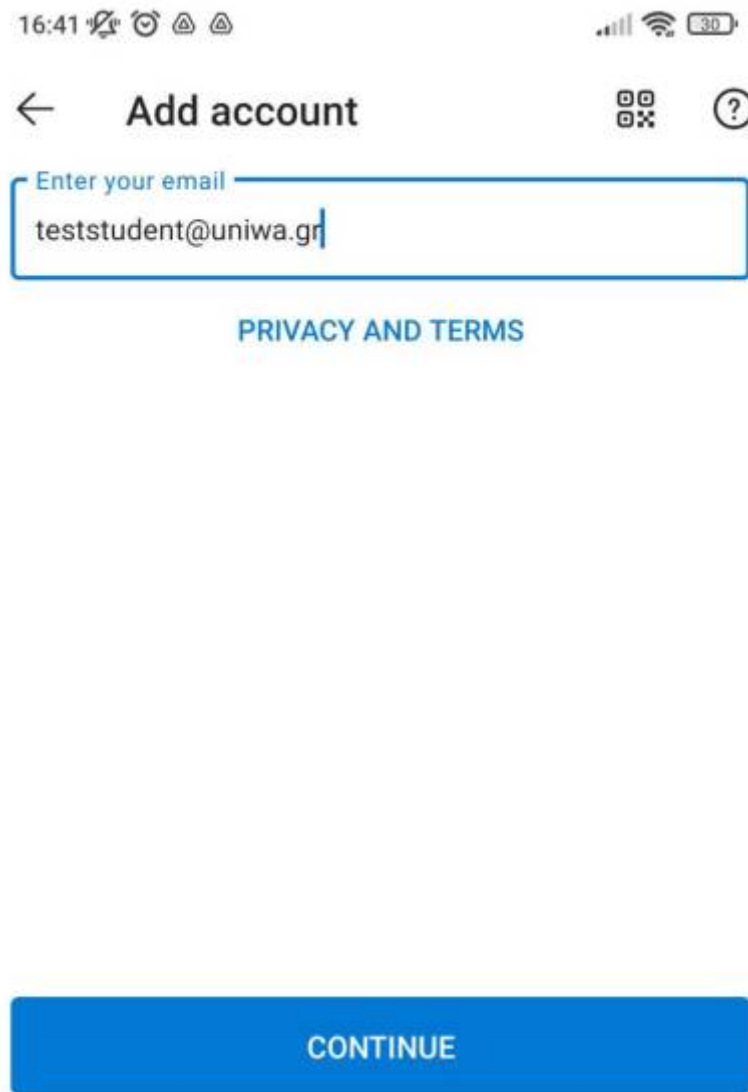 16:41 30
Add account
Enter your email
teststudent@uniwa.gr
PRIVACY AND TERMS
CONTINUE